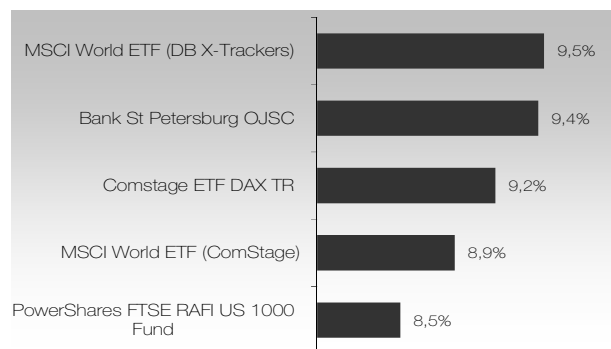 MSCI World ETF (DB X-Trackers) 9,5%
Bank St Petersburg OJSC 9,4%
Comstage ETF DAX TR 9,2%
MSCI World ETF (ComStage) 8,9%
PowerShares FTSE RAFI US 1000
Fund 8,5%